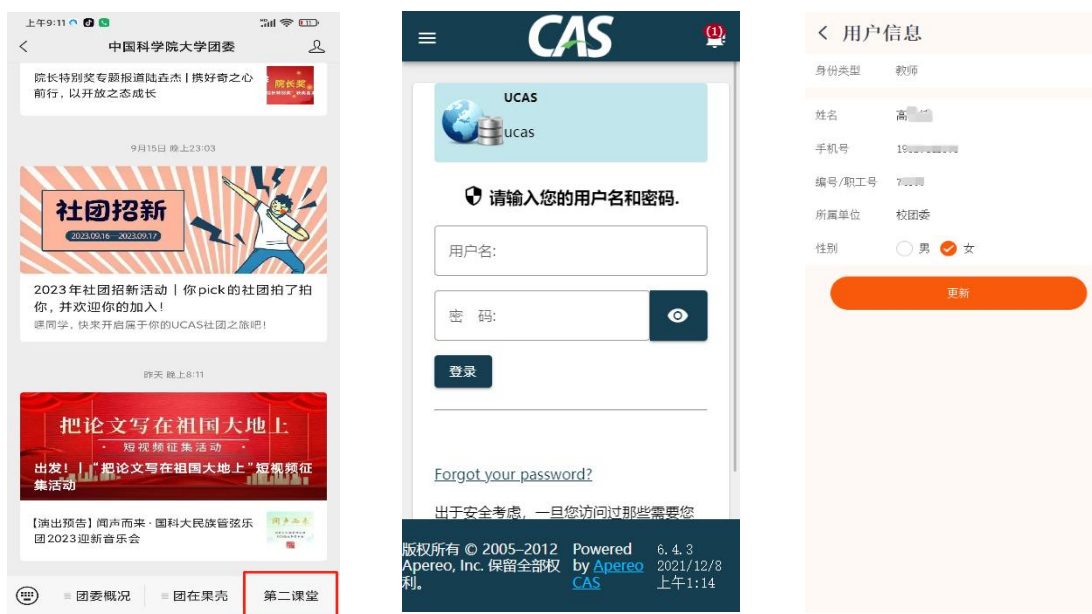 上午9:11
中国科学院大学团委
院长特别奖专题报道陆垚杰 | 携好奇之心
前行，以开放之态成长
院长奖
9月15日 晚上23:03
社团招新
2023.09.16—2023.09.17
2023年社团招新活动 | 你pick的社团拍了拍
你，并欢迎你的加入！
嘿同学，快来开启属于你的UCAS社团之旅吧！
昨天 晚上8:11
把论文写在祖国大地上
· 短视频征集活动 ·
出发！ | “把论文写在祖国大地上”短视频征
集活动
【演出预告】闻声而来 · 国科大民族管弦乐
团2023迎新音乐会
团委概况
团在果壳
第二课堂
CAS
(1)
UCAS
ucas
请输入您的用户名和密码.
用户名:
密 码:
登录
Forgot your password?
出于安全考虑，一旦您访问过那些需要您
版权所有 © 2005–2012
Apereo, Inc. 保留全部权
利。
Powered
by Apereo
CAS
6.4.3
2021/12/8
上午1:14
用户信息
身份类型 教师
姓名 高
手机号 19
编号/职工号 7
所属单位 校团委
性别 男 女
更新